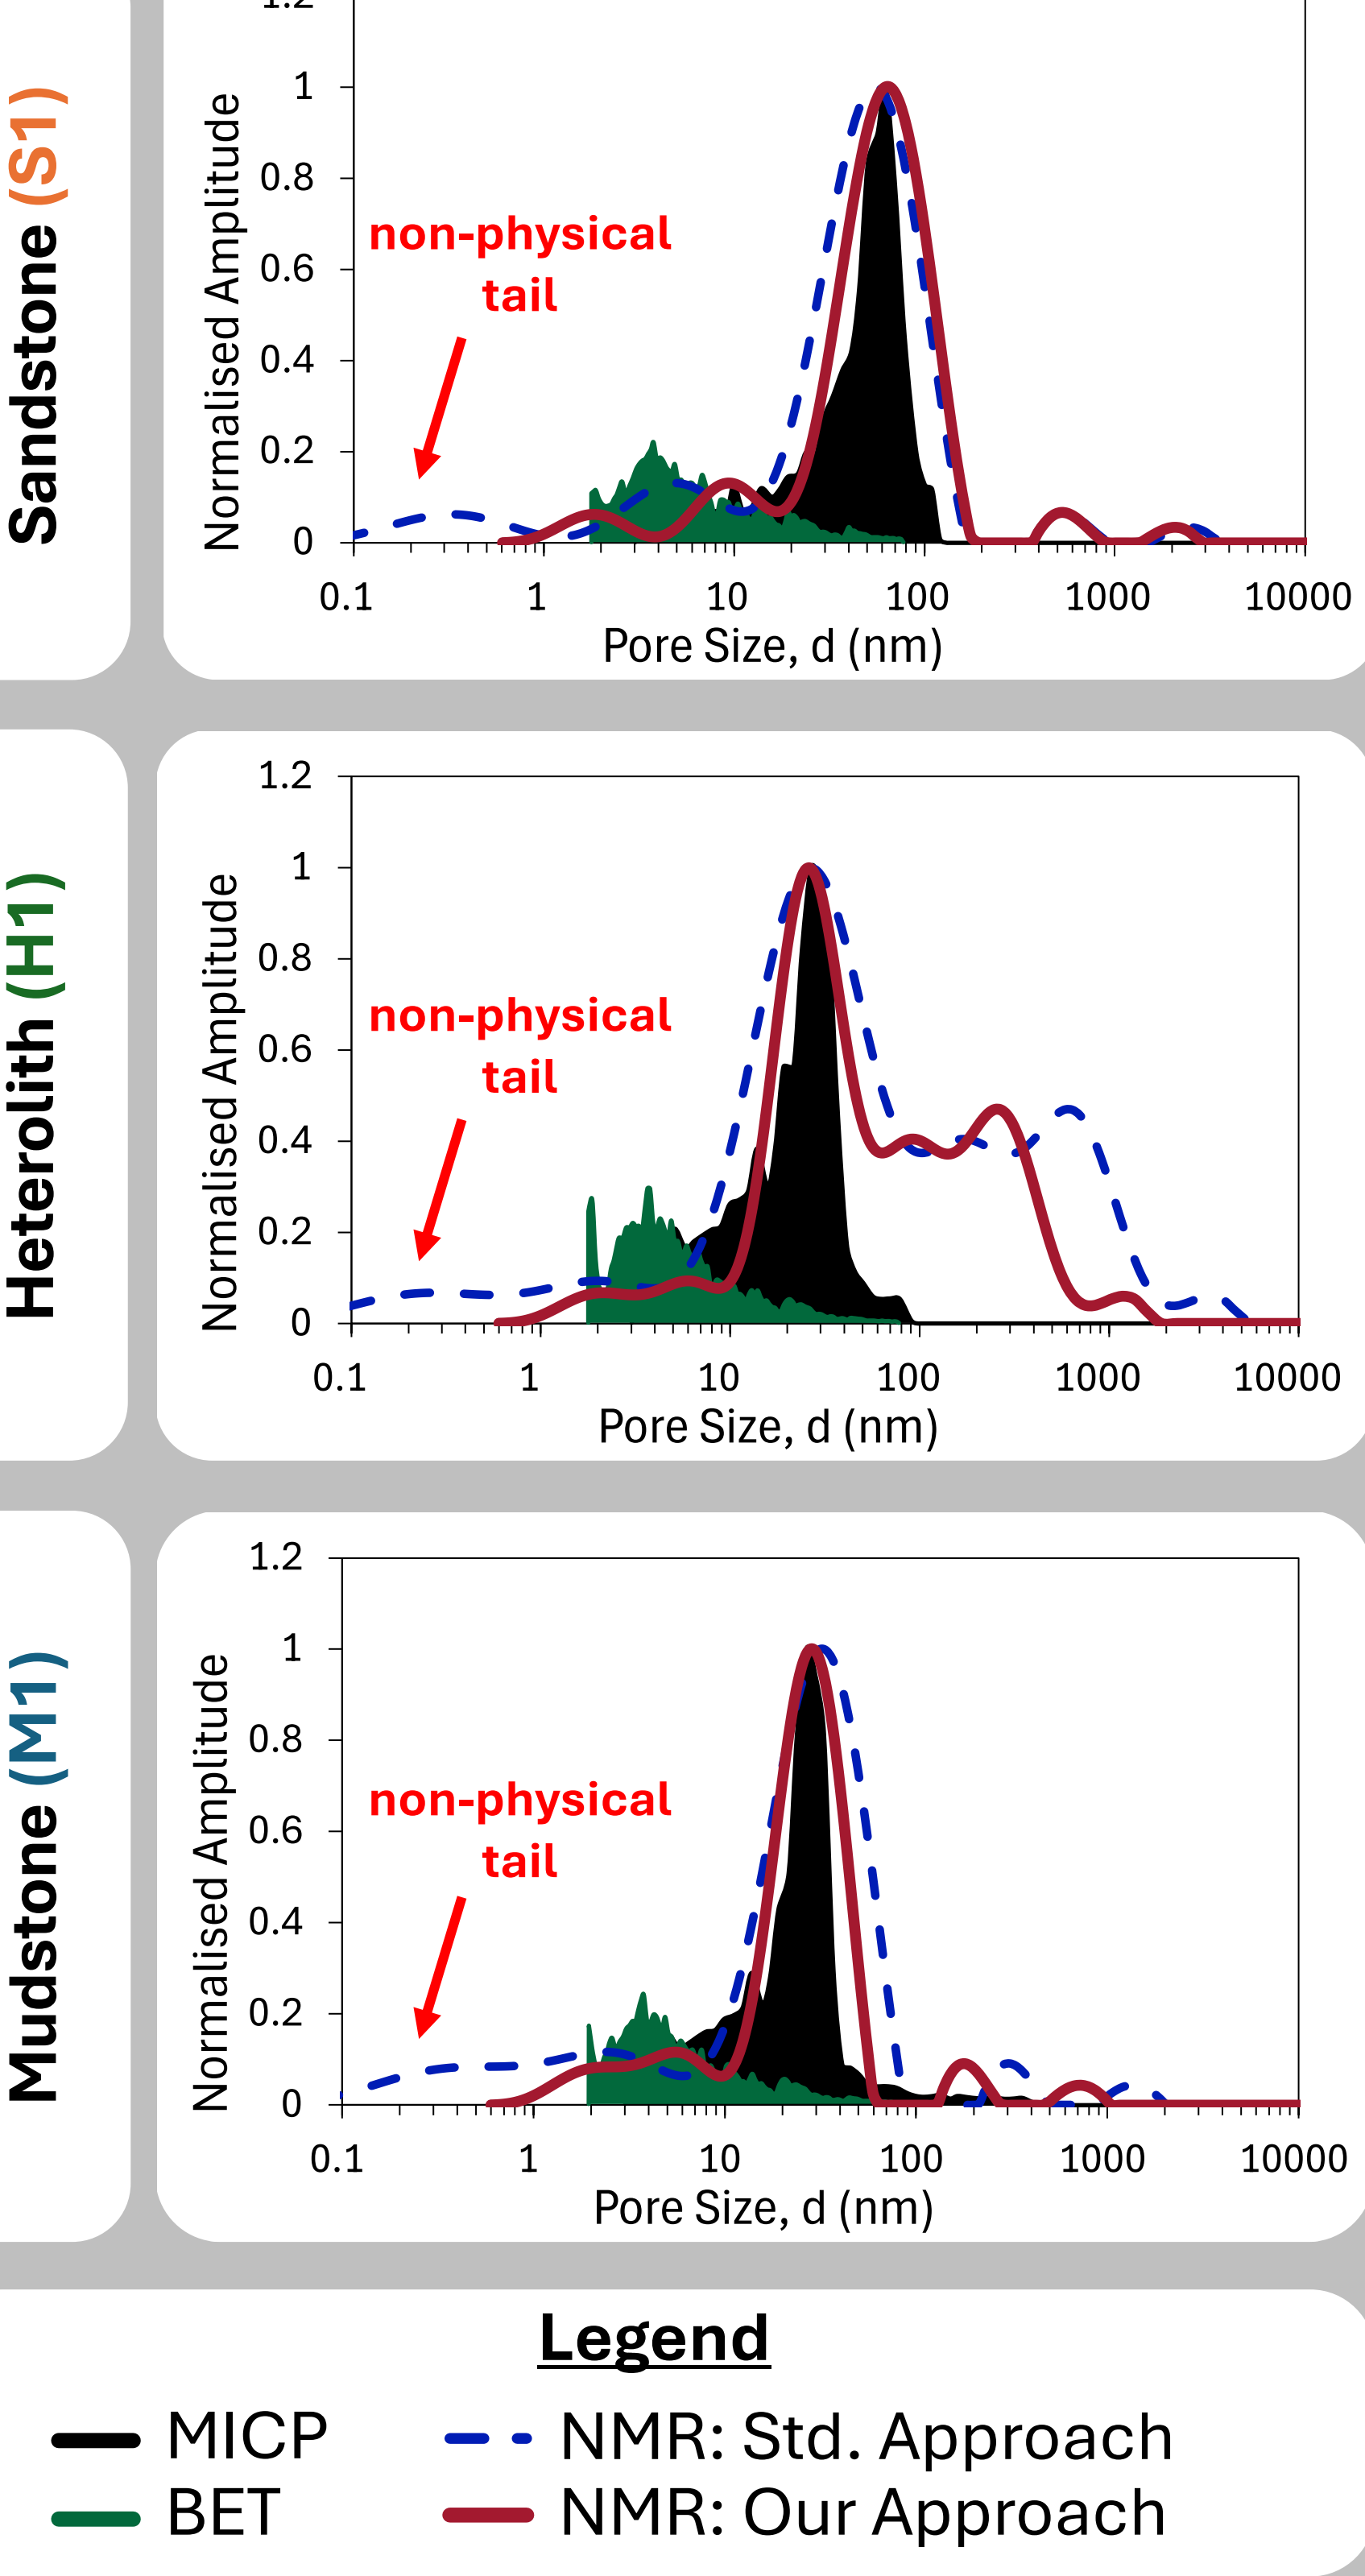 Sandstone (S1)
Normalised Amplitude
1.2
1
0.8
0.6
0.4
0.2
0
non-physical
tail
0.1 1 10 100 1000 10000
Pore Size, d (nm)
Heterolith (H1)
Normalised Amplitude
1.2
1
0.8
0.6
0.4
0.2
0
non-physical
tail
0.1 1 10 100 1000 10000
Pore Size, d (nm)
Mudstone (M1)
Normalised Amplitude
1.2
1
0.8
0.6
0.4
0.2
0
non-physical
tail
0.1 1 10 100 1000 10000
Pore Size, d (nm)
Legend
MICP NMR: Std. Approach
BET NMR: Our Approach